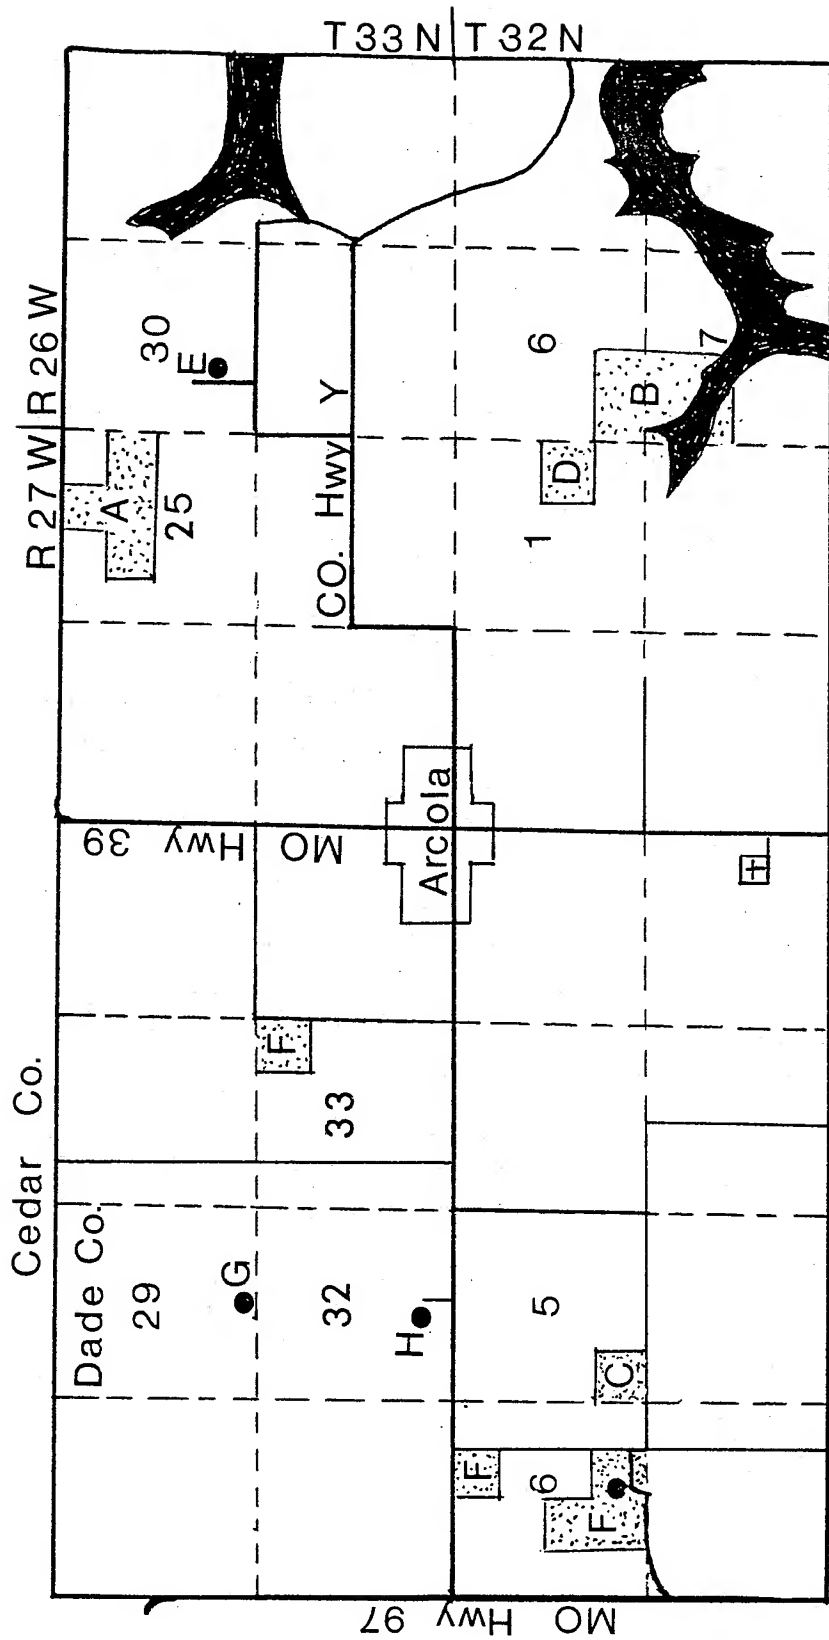 Cedar Co.
R 27 W R 26 W
Dade Co.
MO Hwy 39
29
A
25
30
T 33 N
E
G
F
32
33
CO. Hwy Y
H
Arcola
T 32 N
MO Hwy 97
F
6
F
5
C
1
D
6
B
7